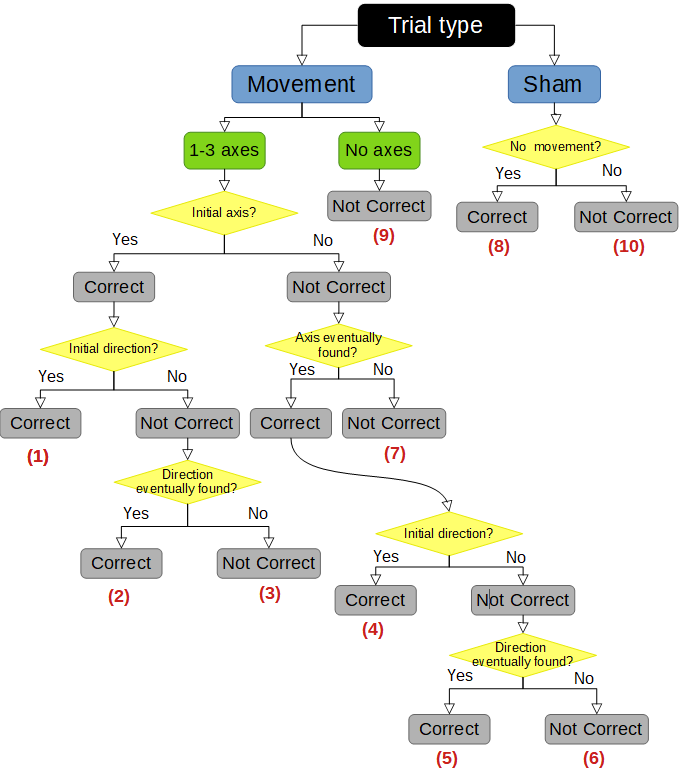 Trial type
Movement
Sham
1-3 axes
No axes
No movement?
Yes
No
Initial axis?
Not Correct
Correct
Not Correct
(9)
(8)
(10)
Yes
No
Correct
Not Correct
Initial direction?
Axis eventually
found?
Yes
No
Yes
No
Correct
Not Correct
Correct
Not Correct
(1)
(7)
Direction
eventually found?
Yes
No
Initial direction?
Yes
No
Correct
Not Correct
(2)
(3)
Correct
Not Correct
(4)
Direction
eventually found?
Yes
No
Correct
Not Correct
(5)
(6)